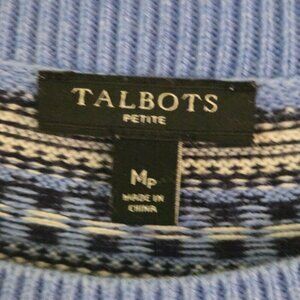 TALBOTS
PETITE
MP
MADE IN
CHINA